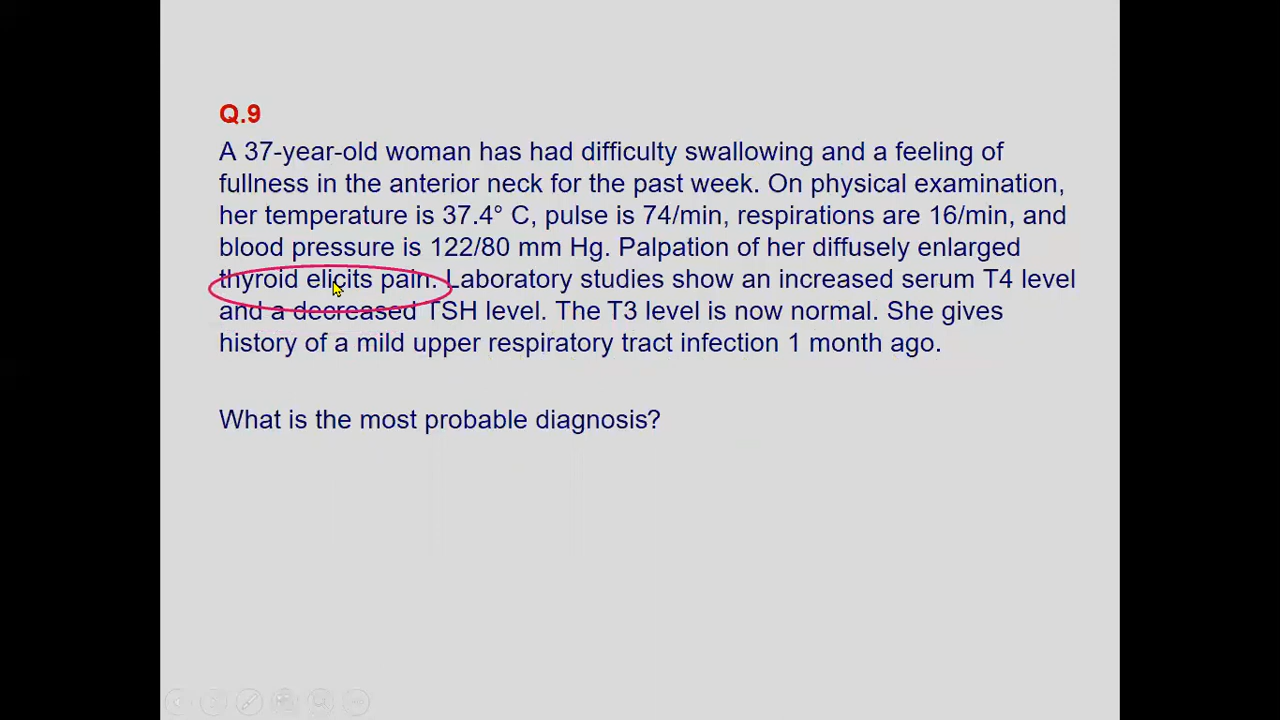 Q.9
A 37-year-old woman has had difficulty swallowing and a feeling of
fullness in the anterior neck for the past week. On physical examination,
her temperature is 37.4° C, pulse is 74/min, respirations are 16/min, and
blood pressure is 122/80 mm Hg. Palpation of her diffusely enlarged
thyroid elicits pain. Laboratory studies show an increased serum T4 level
and a decreased TSH level. The T3 level is now normal. She gives
history of a mild upper respiratory tract infection 1 month ago.
What is the most probable diagnosis?